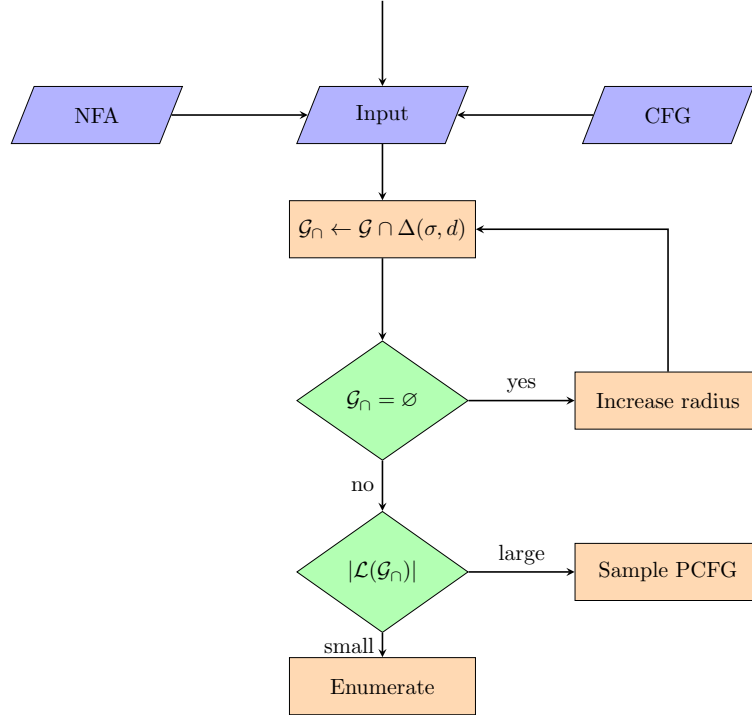 NFA
Input
CFG
𝒢∩ ← 𝒢 ∩ Δ(σ, d)
𝒢∩ = ∅
yes
Increase radius
no
|ℒ(𝒢∩)|
large
Sample PCFG
small
Enumerate